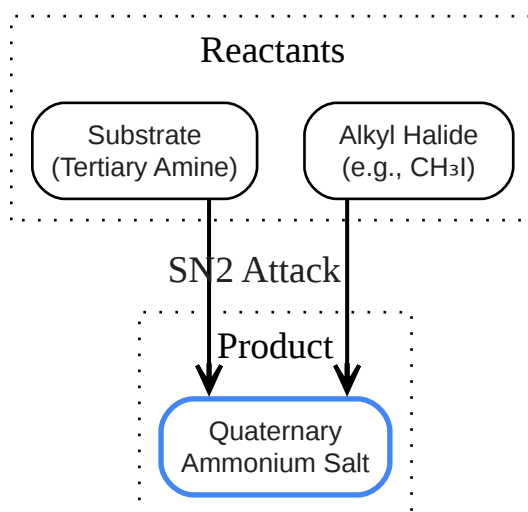 Reactants
Substrate
(Tertiary Amine)
Alkyl Halide
(e.g., CH₃I)
SN2 Attack
Product
Quaternary
Ammonium Salt